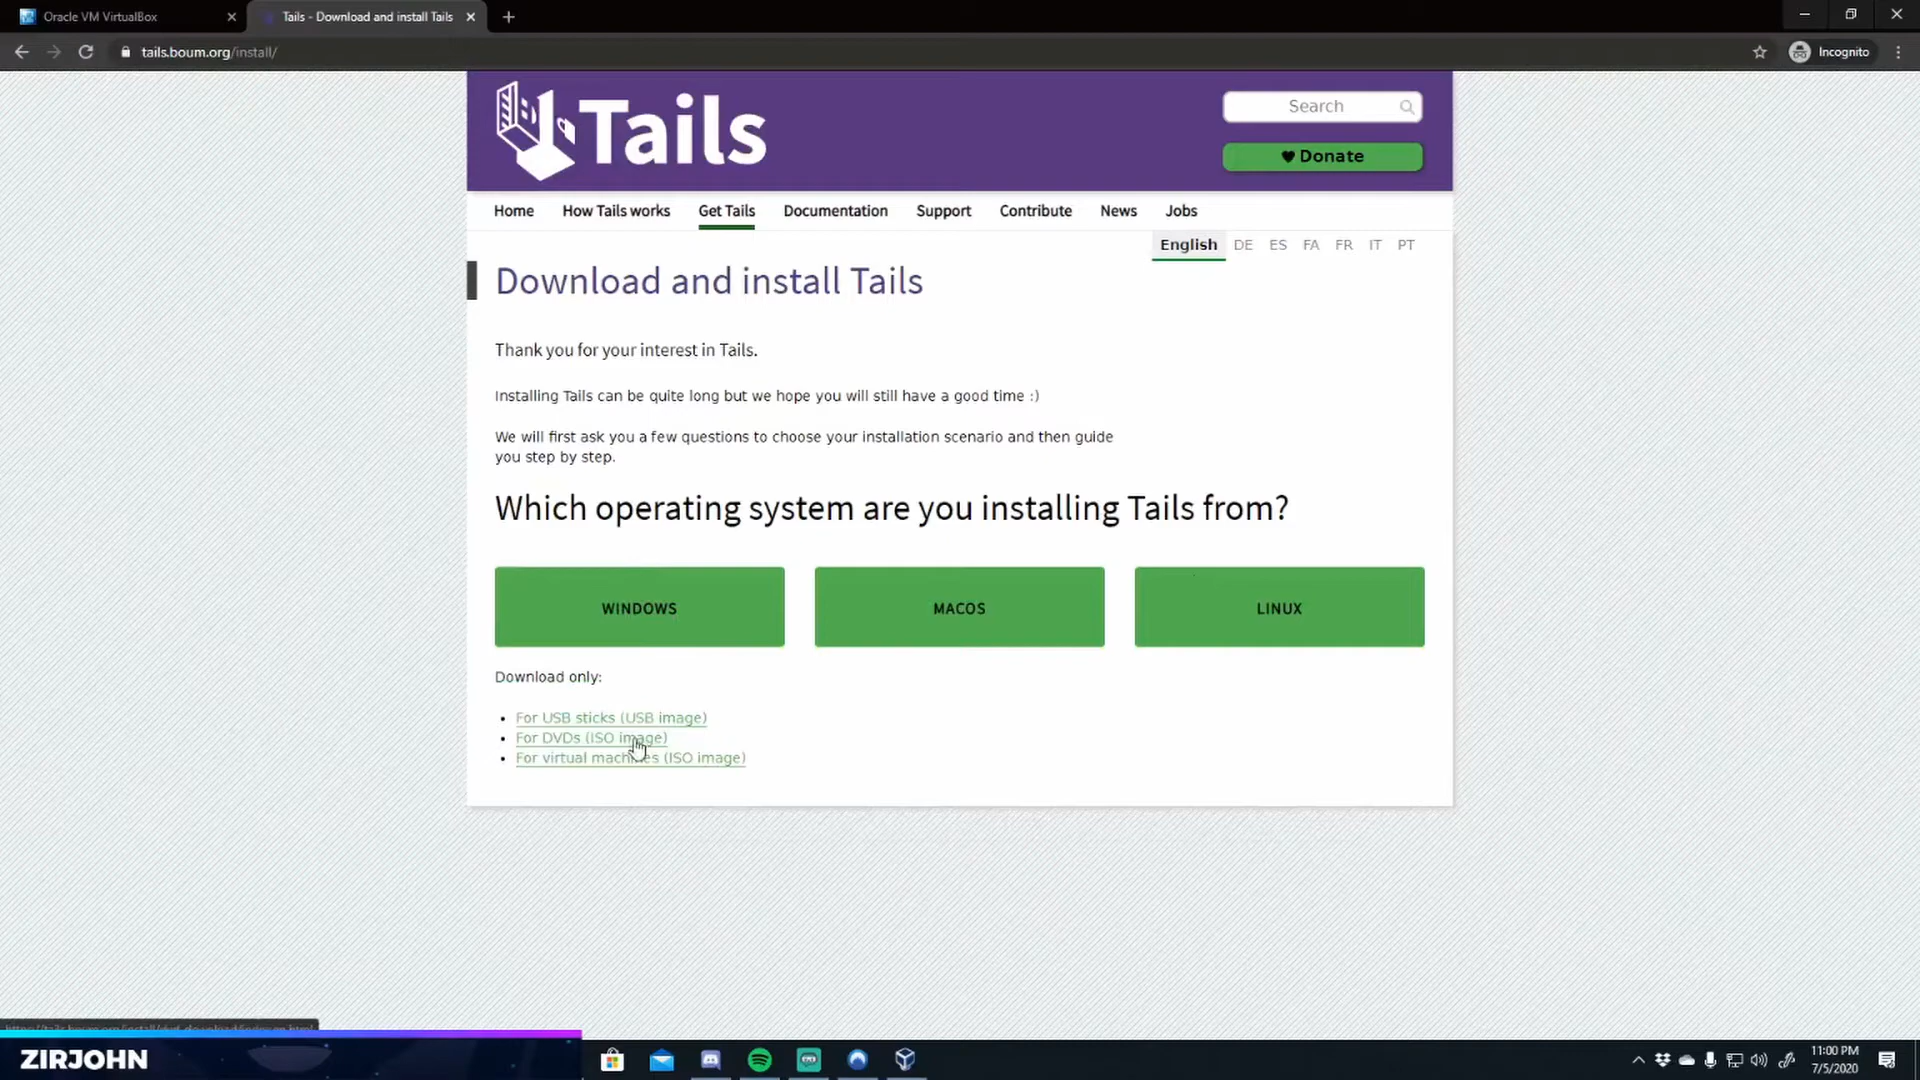 Oracle VM VirtualBox
Tails - Download and install Tails
tails.boum.org/install/
Incognito
Tails
Search
Donate
Home How Tails works Get Tails Documentation Support Contribute News Jobs
English DE ES FA FR IT PT
Download and install Tails
Thank you for your interest in Tails.
Installing Tails can be quite long but we hope you will still have a good time :)
We will first ask you a few questions to choose your installation scenario and then guide
you step by step.
Which operating system are you installing Tails from?
WINDOWS MACOS LINUX
Download only:
For USB sticks (USB image)
For DVDs (ISO image)
For virtual machines (ISO image)
ZIRJOHN
11:00 PM
7/5/2020